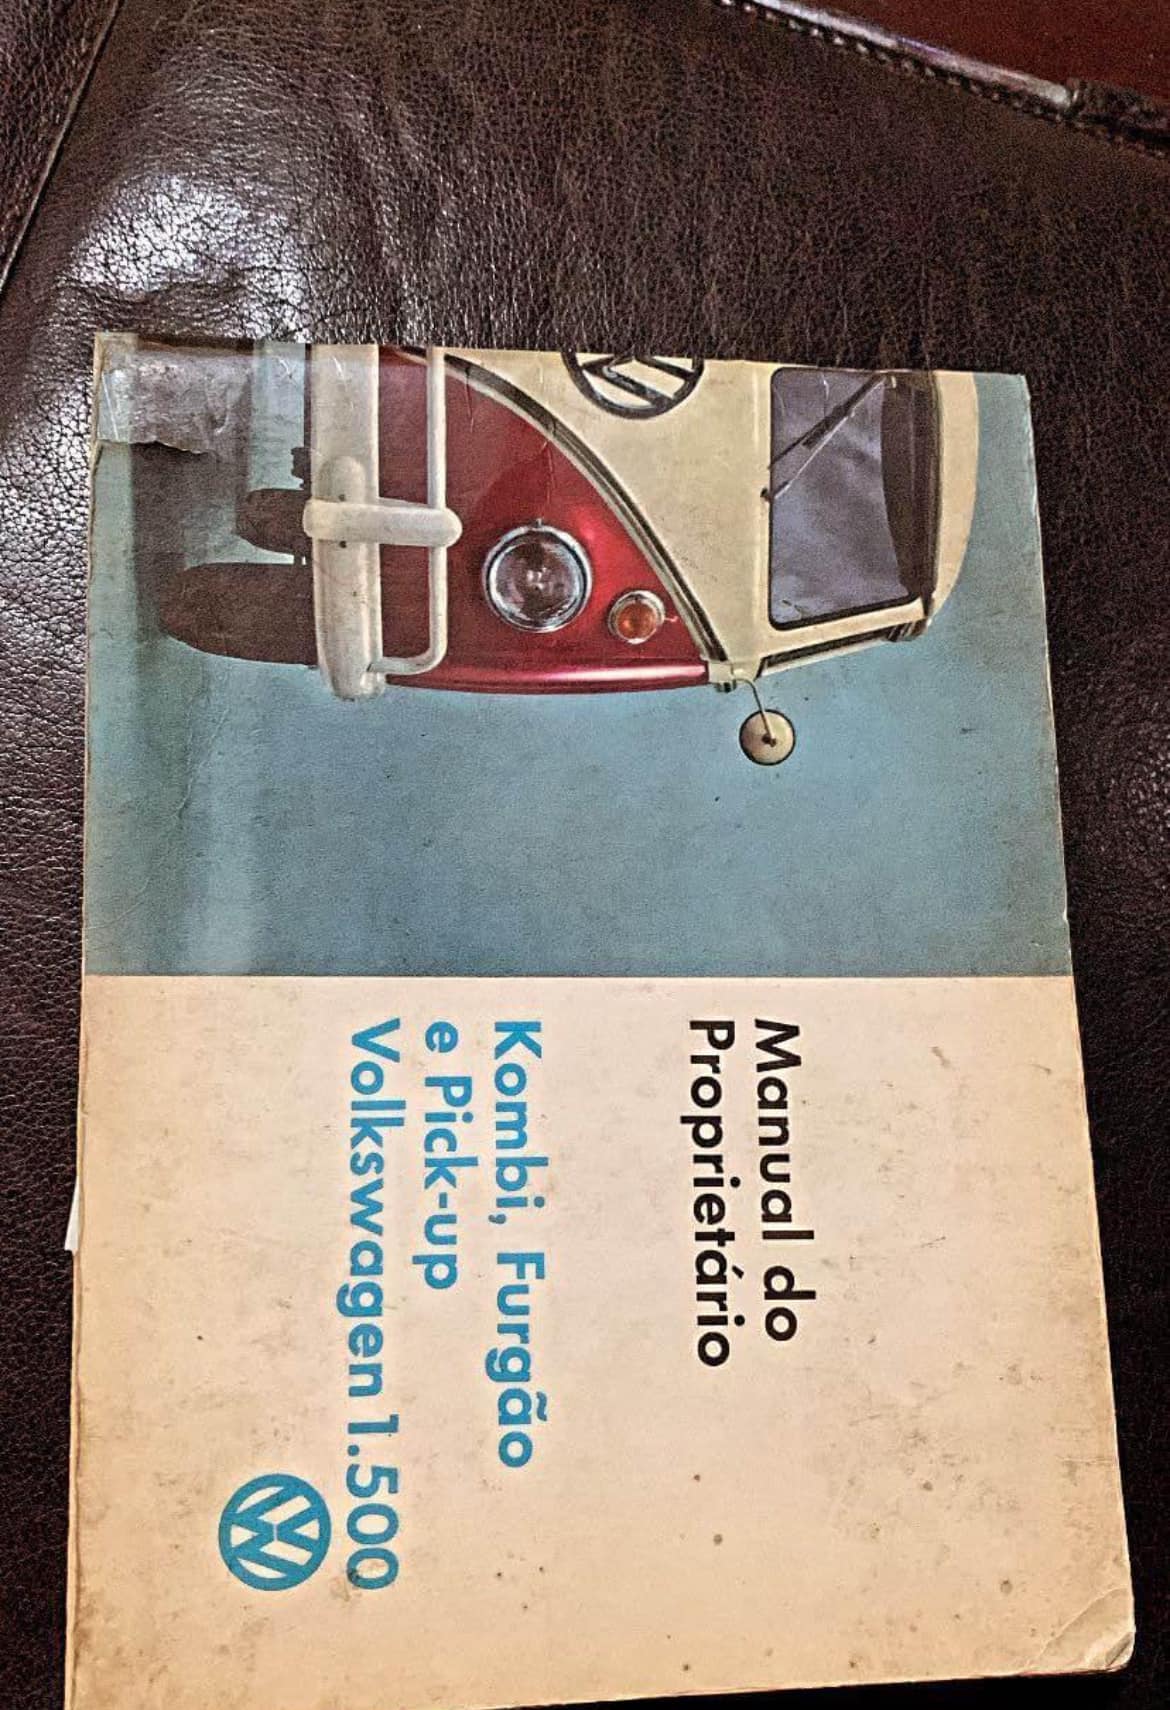 Manual do
Proprietário
Kombi, Furgão
e Pick-up
Volkswagen 1.500